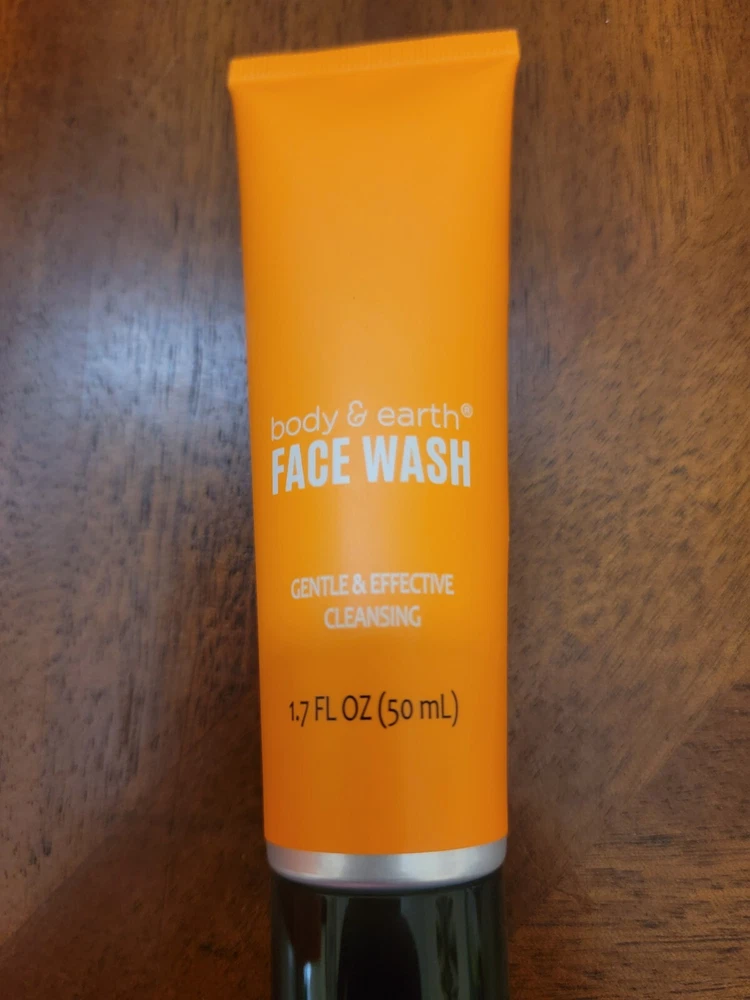 body & earth®
FACE WASH
GENTLE & EFFECTIVE
CLEANSING
1.7 FL OZ (50 mL)